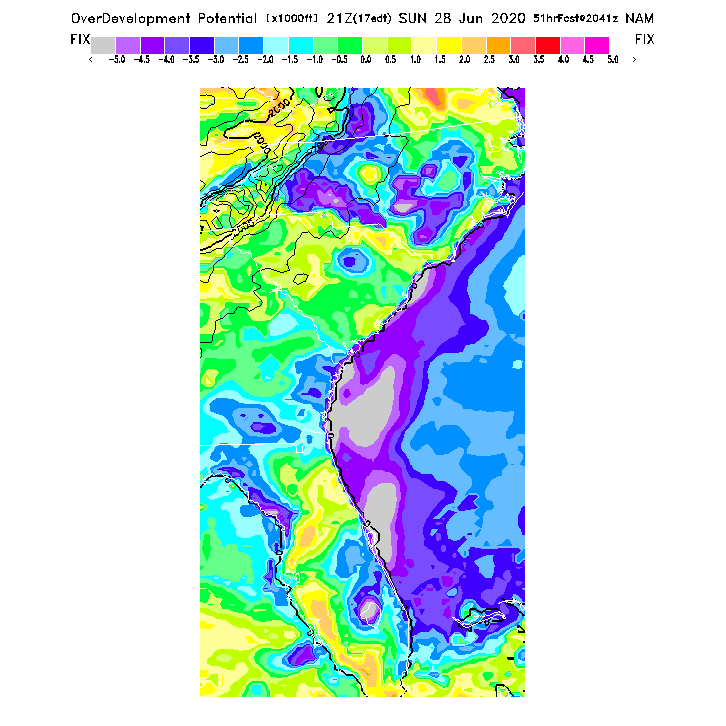 OverDevelopment Potential [x1000ft] 21Z(17edt) SUN 28 Jun 2020 51hrFcst@2041z NAM
FIX FIX
< -5.0 -4.5 -4.0 -3.5 -3.0 -2.5 -2.0 -1.5 -1.0 -0.5 0.0 0.5 1.0 1.5 2.0 2.5 3.0 3.5 4.0 4.5 5.0 >
2000
2000